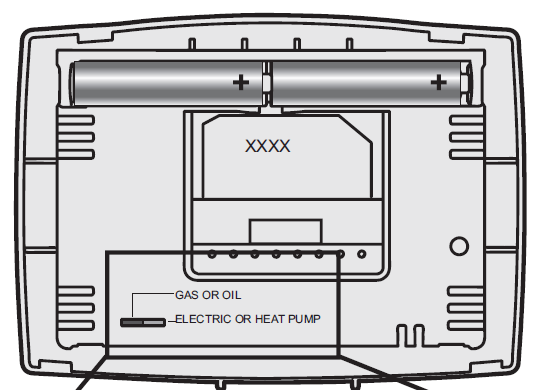 + +
XXXX
GAS OR OIL
ELECTRIC OR HEAT PUMP